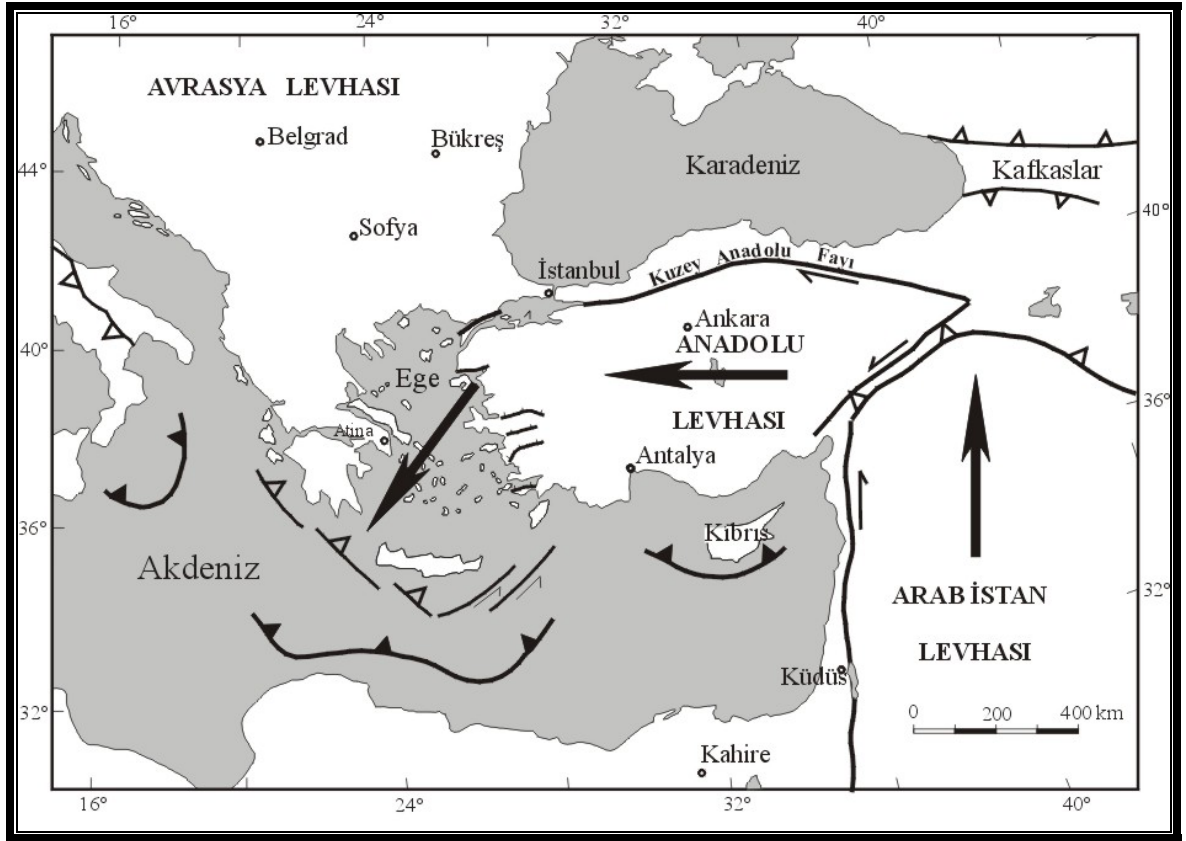 16° 24° 32° 40°
AVRASYA LEVHASI
Belgrad
Bükreş
44°
Karadeniz
Kafkaslar
40°
Sofya
İstanbul
Kuzey Anadolu Fayı
Ankara
ANADOLU
40°
Ege
36°
LEVHASI
Atina
Antalya
36°
Kıbrıs
Akdeniz
32°
ARABİSTAN
LEVHASI
Küdüs
32°
0 200 400 km
Kahire
16° 24° 32° 40°